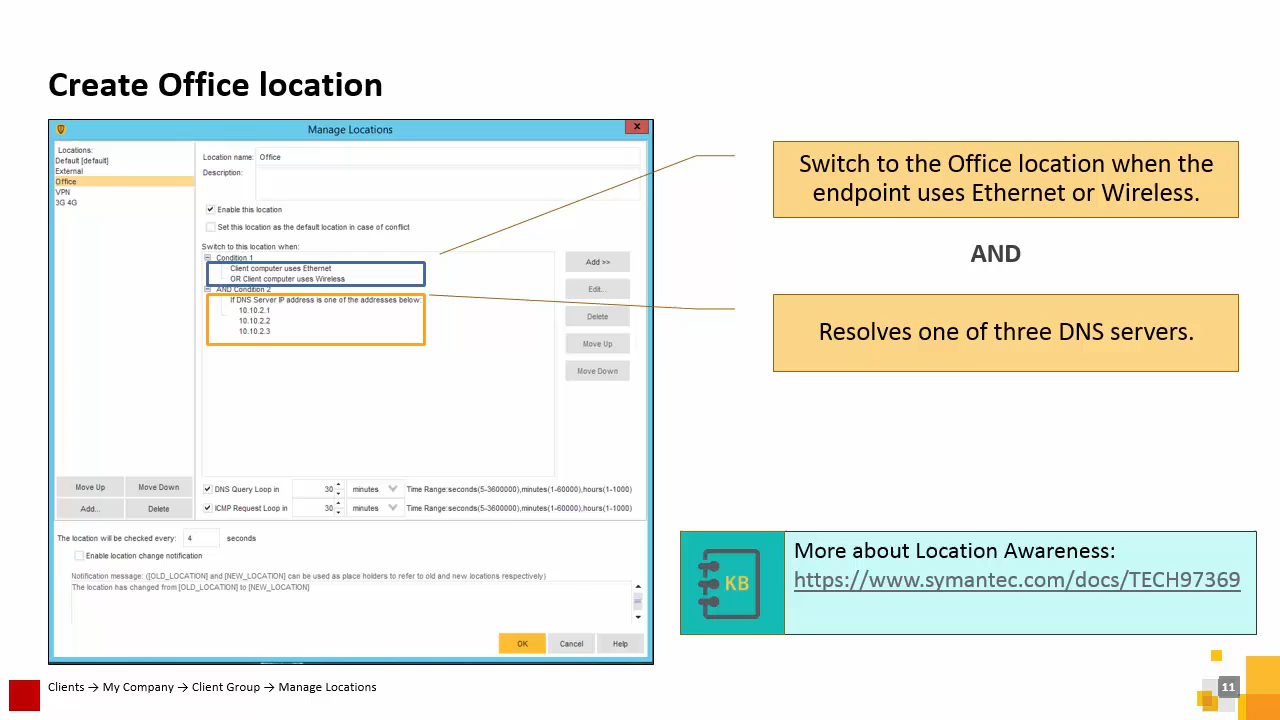 Create Office location
Manage Locations
x
Locations:
Default [default]
External
Office
VPN
3G 4G
Move Up
Move Down
Add...
Delete
Location name:
Office
Description:
Enable this location
Set this location as the default location in case of conflict
Switch to this location when:
Condition 1
Client computer uses Ethernet
OR Client computer uses Wireless
AND Condition 2
If DNS Server IP address is one of the addresses below:
10.10.2.1
10.10.2.2
10.10.2.3
Add >>
Edit...
Delete
Move Up
Move Down
DNS Query Loop in
30
minutes
Time Range:seconds(5-3600000),minutes(1-60000),hours(1-1000)
ICMP Request Loop in
30
minutes
Time Range:seconds(5-3600000),minutes(1-60000),hours(1-1000)
The location will be checked every:
4
seconds
Enable location change notification
Notification message: ([OLD_LOCATION] and [NEW_LOCATION] can be used as place holders to refer to old and new locations respectively)
The location has changed from [OLD_LOCATION] to [NEW_LOCATION]
OK
Cancel
Help
Switch to the Office location when the
endpoint uses Ethernet or Wireless.
AND
Resolves one of three DNS servers.
KB
More about Location Awareness:
https://www.symantec.com/docs/TECH97369
Clients → My Company → Client Group → Manage Locations
11